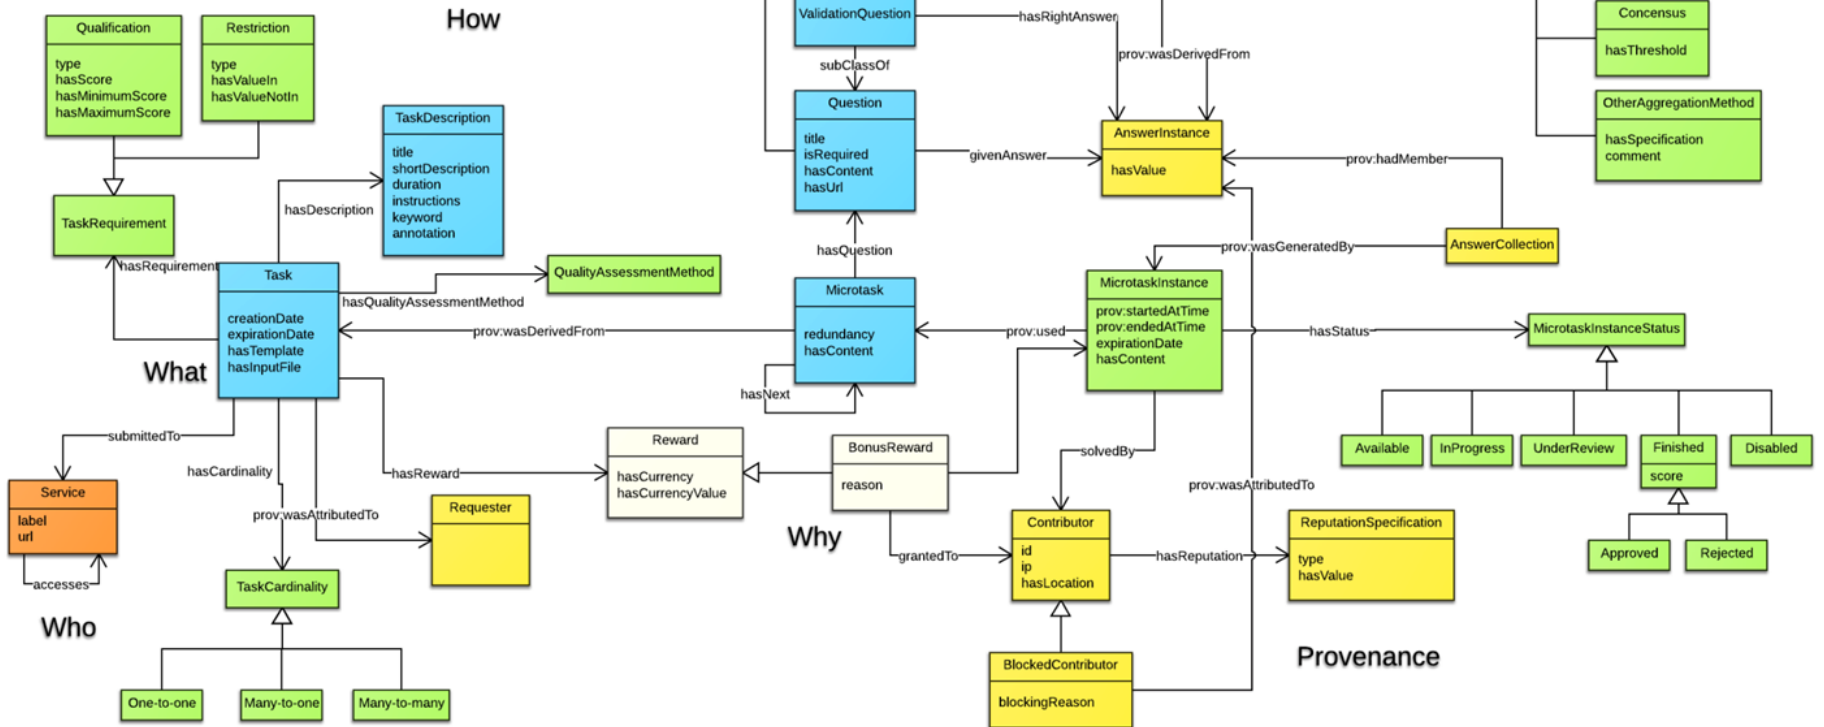 How
Qualification
type
hasScore
hasMinimumScore
hasMaximumScore
Restriction
type
hasValueIn
hasValueNotIn
TaskDescription
title
shortDescription
duration
instructions
keyword
annotation
hasDescription
TaskRequirement
hasRequirement
Task
creationDate
expirationDate
hasTemplate
hasInputFile
QualityAssessmentMethod
hasQualityAssessmentMethod
What
prov:wasDerivedFrom
ValidationQuestion
subClassOf
hasRightAnswer
prov:wasDerivedFrom
Question
title
isRequired
hasContent
hasUrl
givenAnswer
AnswerInstance
hasValue
prov:hadMember
Concensus
hasThreshold
OtherAggregationMethod
hasSpecification
comment
hasQuestion
Microtask
redundancy
hasContent
hasNext
prov:used
prov:wasGeneratedBy
AnswerCollection
MicrotaskInstance
prov:startedAtTime
prov:endedAtTime
expirationDate
hasContent
hasStatus
MicrotaskInstanceStatus
Available
InProgress
UnderReview
Finished
score
Disabled
Approved
Rejected
submittedTo
Service
label
url
accesses
Who
hasCardinality
prov:wasAttributedTo
TaskCardinality
One-to-one
Many-to-one
Many-to-many
hasReward
Requester
Reward
hasCurrency
hasCurrencyValue
BonusReward
reason
Why
grantedTo
solvedBy
Contributor
id
ip
hasLocation
prov:wasAttributedTo
hasReputation
ReputationSpecification
type
hasValue
BlockedContributor
blockingReason
Provenance